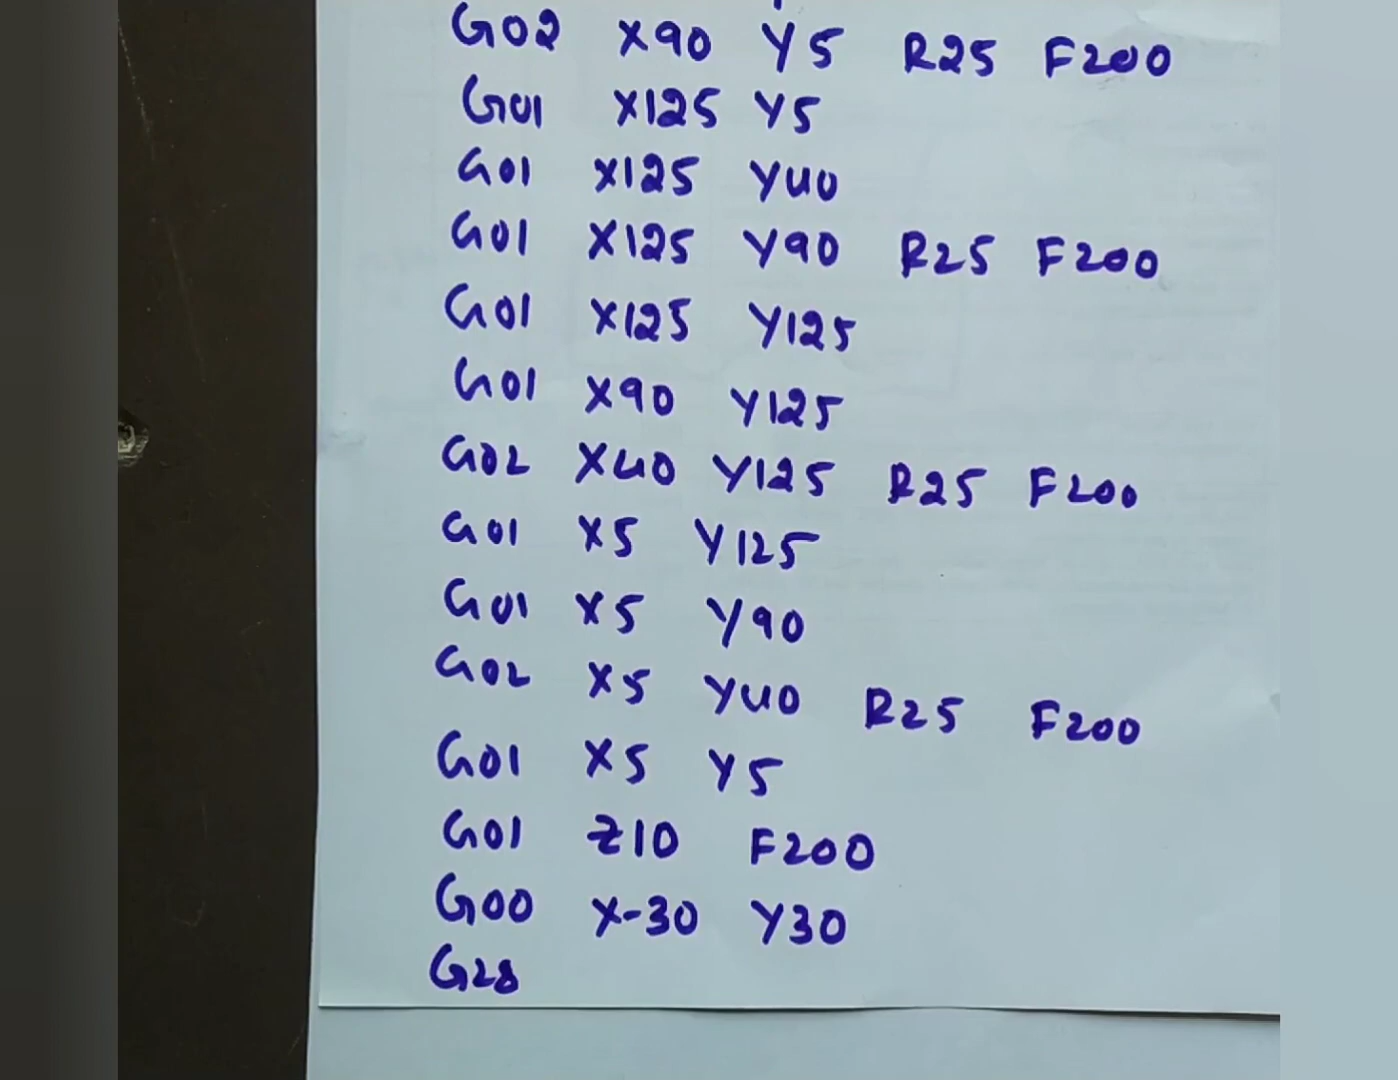 G02 X90 Y5 R25 F200
G01 X125 Y5
G01 X125 Y40
G01 X125 Y90 R25 F200
G01 X125 Y125
G01 X90 Y125
G02 X40 Y125 R25 F200
G01 X5 Y125
G01 X5 Y90
G02 X5 Y40 R25 F200
G01 X5 Y5
G01 Z10 F200
G00 X-30 Y30
G28